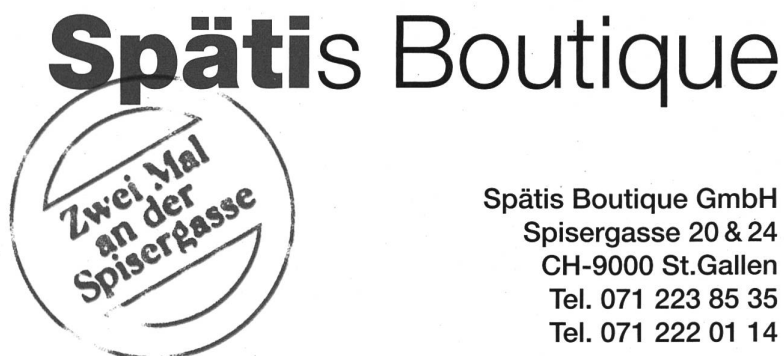 Spätis Boutique
Zwei Mal
an der
Spisergasse
Spätis Boutique GmbH
Spisergasse 20 & 24
CH-9000 St.Gallen
Tel. 071 223 85 35
Tel. 071 222 01 14